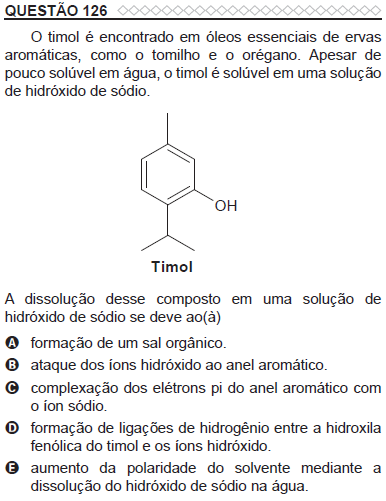 QUESTÃO 126
O timol é encontrado em óleos essenciais de ervas
aromáticas, como o tomilho e o orégano. Apesar de
pouco solúvel em água, o timol é solúvel em uma solução
de hidróxido de sódio.
OH
Timol
A dissolução desse composto em uma solução de
hidróxido de sódio se deve ao(à)
A formação de um sal orgânico.
B ataque dos íons hidróxido ao anel aromático.
C complexação dos elétrons pi do anel aromático com
o íon sódio.
D formação de ligações de hidrogênio entre a hidroxila
fenólica do timol e os íons hidróxido.
E aumento da polaridade do solvente mediante a
dissolução do hidróxido de sódio na água.